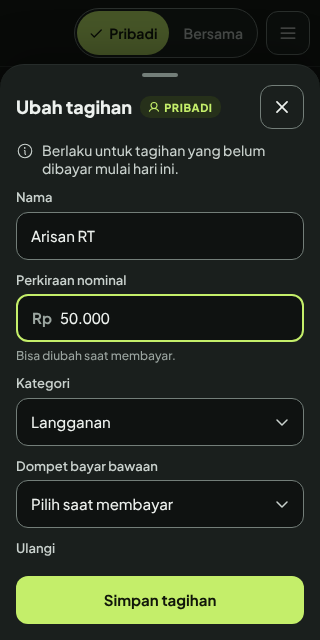 Pribadi
Bersama
Ubah tagihan
PRIBADI
Berlaku untuk tagihan yang belum
dibayar mulai hari ini.
Nama
Arisan RT
Perkiraan nominal
Rp 50.000
Bisa diubah saat membayar.
Kategori
Langganan
Dompet bayar bawaan
Pilih saat membayar
Ulangi
Simpan tagihan